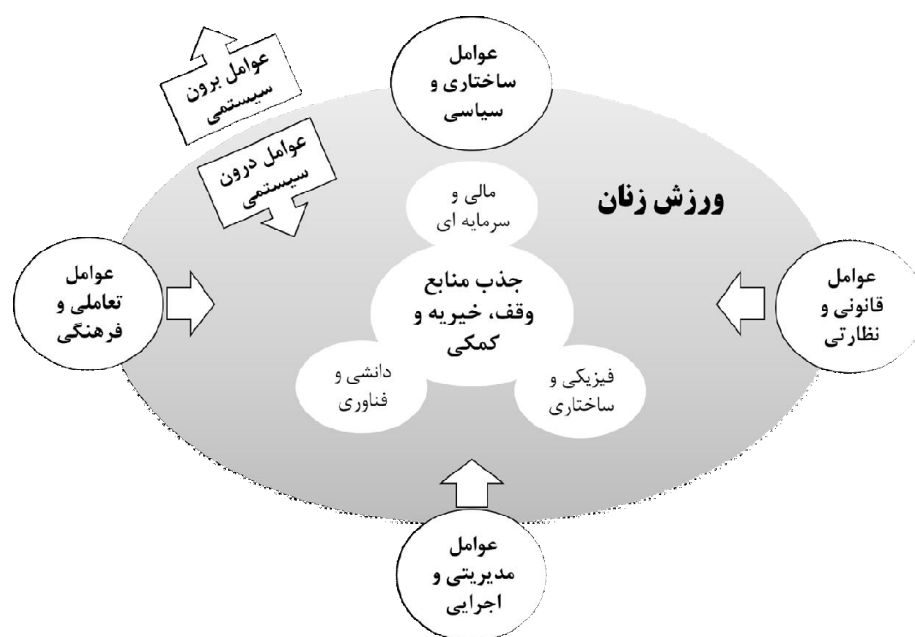 عوامل
ساختاری و
سیاسی
عوامل برون
سیستمی
عوامل درون
سیستمی
ورزش زنان
مالی و
سرمایه ای
جذب منابع
وقف، خیریه و
کمکی
عوامل
قانونی و
نظارتی
عوامل
تعاملی و
فرهنگی
فیزیکی و
ساختاری
دانشی و
فناوری
عوامل
مدیریتی و
اجرایی